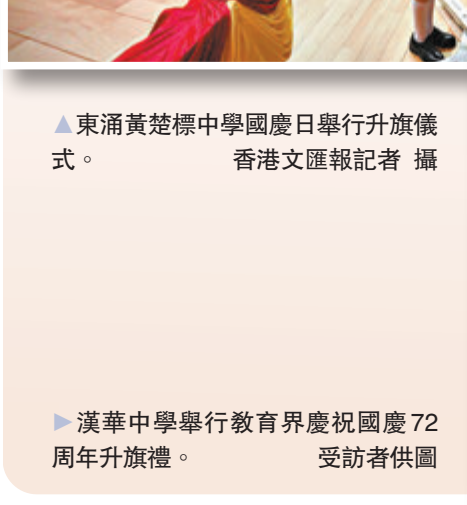 ▲東涌黃楚標中學國慶日舉行升旗儀
式。 香港文匯報記者 攝
▶漢華中學舉行教育界慶祝國慶72
周年升旗禮。 受訪者供圖